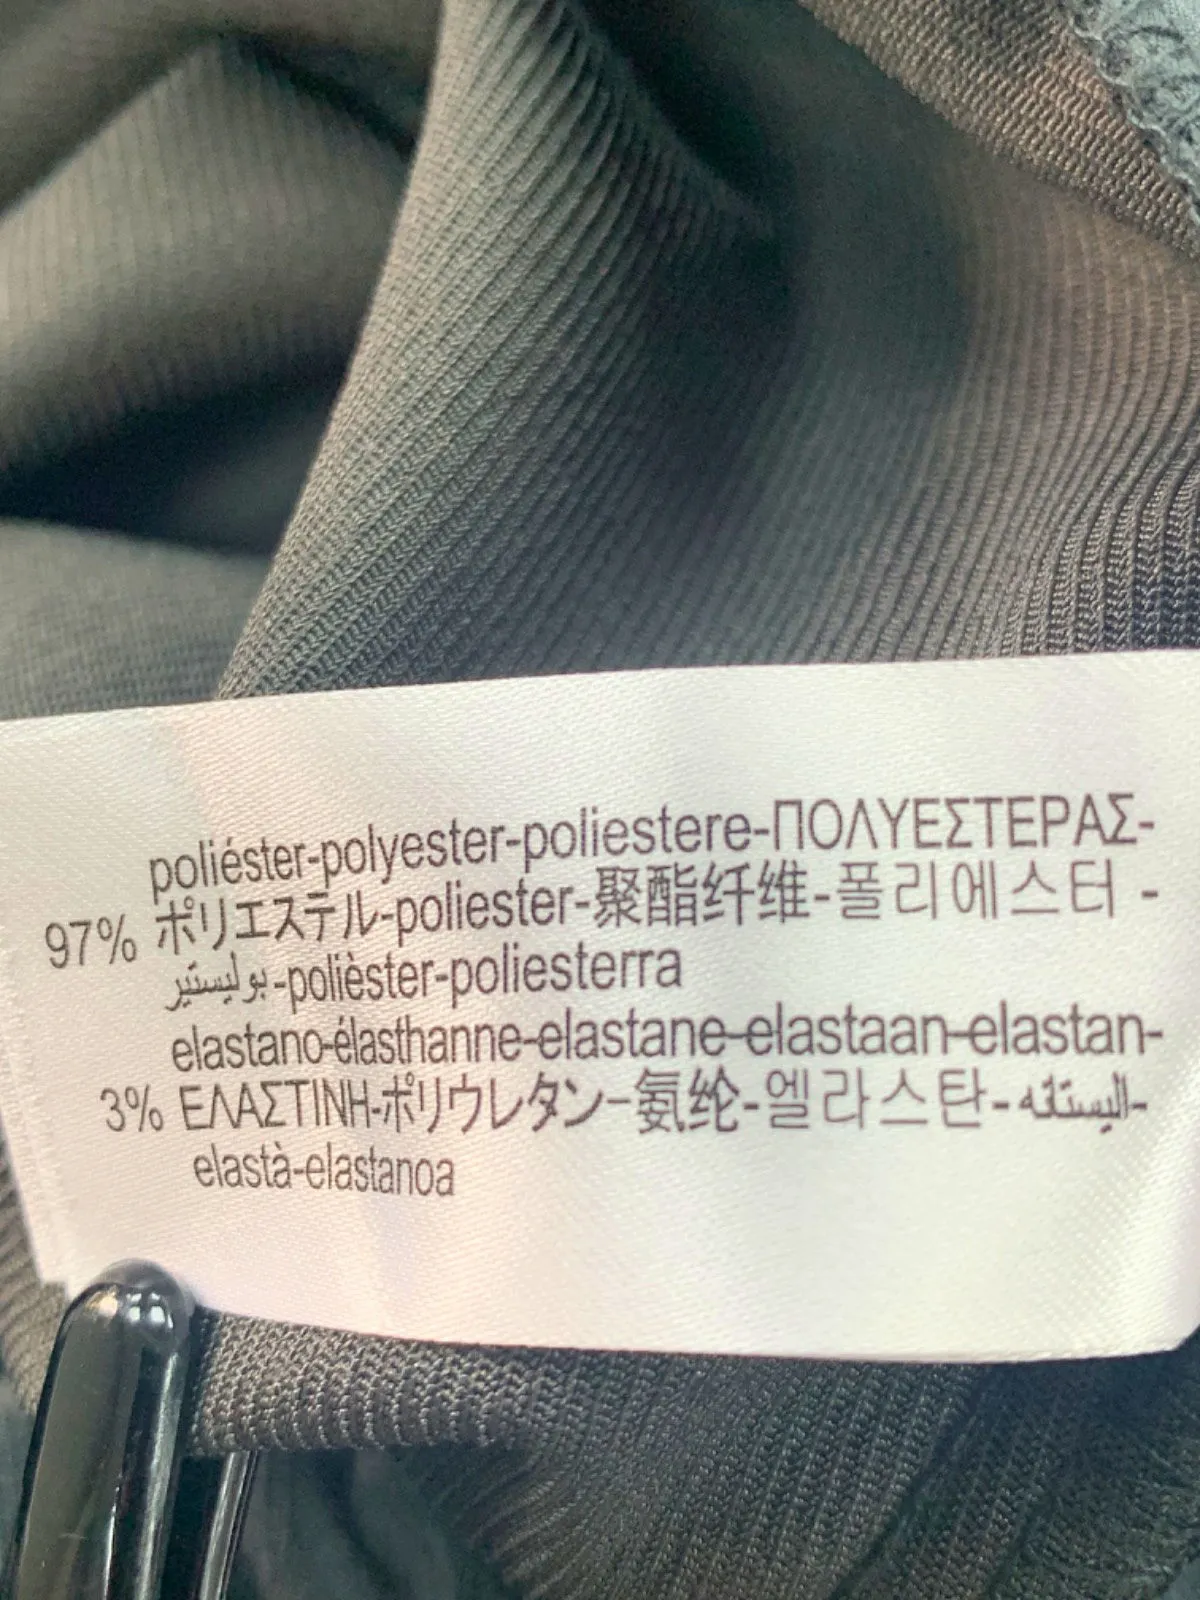 poliéster-polyester-poliestere-ΠΟΛΥΕΣΤΕΡΑΣ-
97% ポリエステル-poliester-聚酯纤维-폴리에스터 -
بوليستير-polièster-poliesterra
elastano-élasthanne-elastane-elastaan-elastan-
3% ΕΛΑΣΤΙΝΗ-ポリウレタン-氨纶-엘라스탄-اليستانه-
elastà-elastanoa